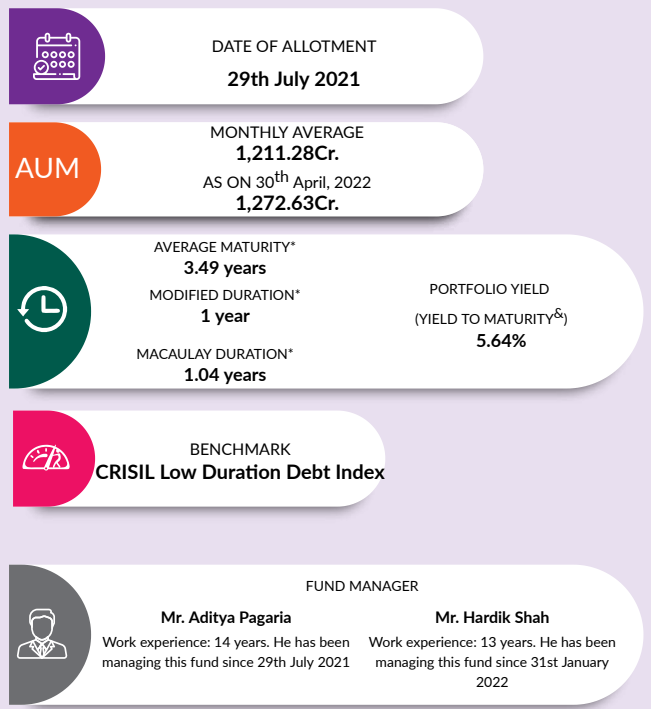 DATE OF ALLOTMENT
29th July 2021
AUM
MONTHLY AVERAGE
1,211.28Cr.
AS ON 30th April, 2022
1,272.63Cr.
AVERAGE MATURITY*
3.49 years
MODIFIED DURATION*
1 year
MACAULAY DURATION*
1.04 years
PORTFOLIO YIELD
(YIELD TO MATURITY&)
5.64%
BENCHMARK
CRISIL Low Duration Debt Index
FUND MANAGER
Mr. Aditya Pagaria
Work experience: 14 years. He has been
managing this fund since 29th July 2021
Mr. Hardik Shah
Work experience: 13 years. He has been
managing this fund since 31st January
2022